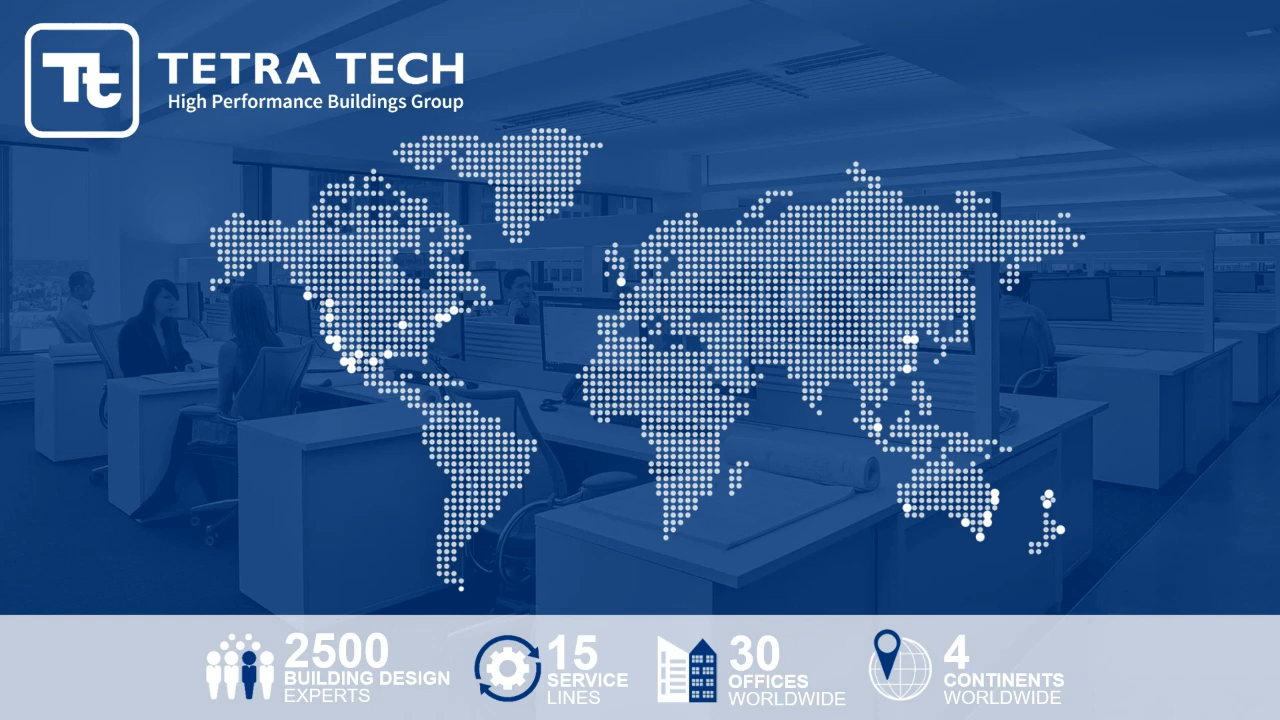 Tt
TETRA TECH
High Performance Buildings Group
2500
BUILDING DESIGN
EXPERTS
15
SERVICE
LINES
30
OFFICES
WORLDWIDE
4
CONTINENTS
WORLDWIDE